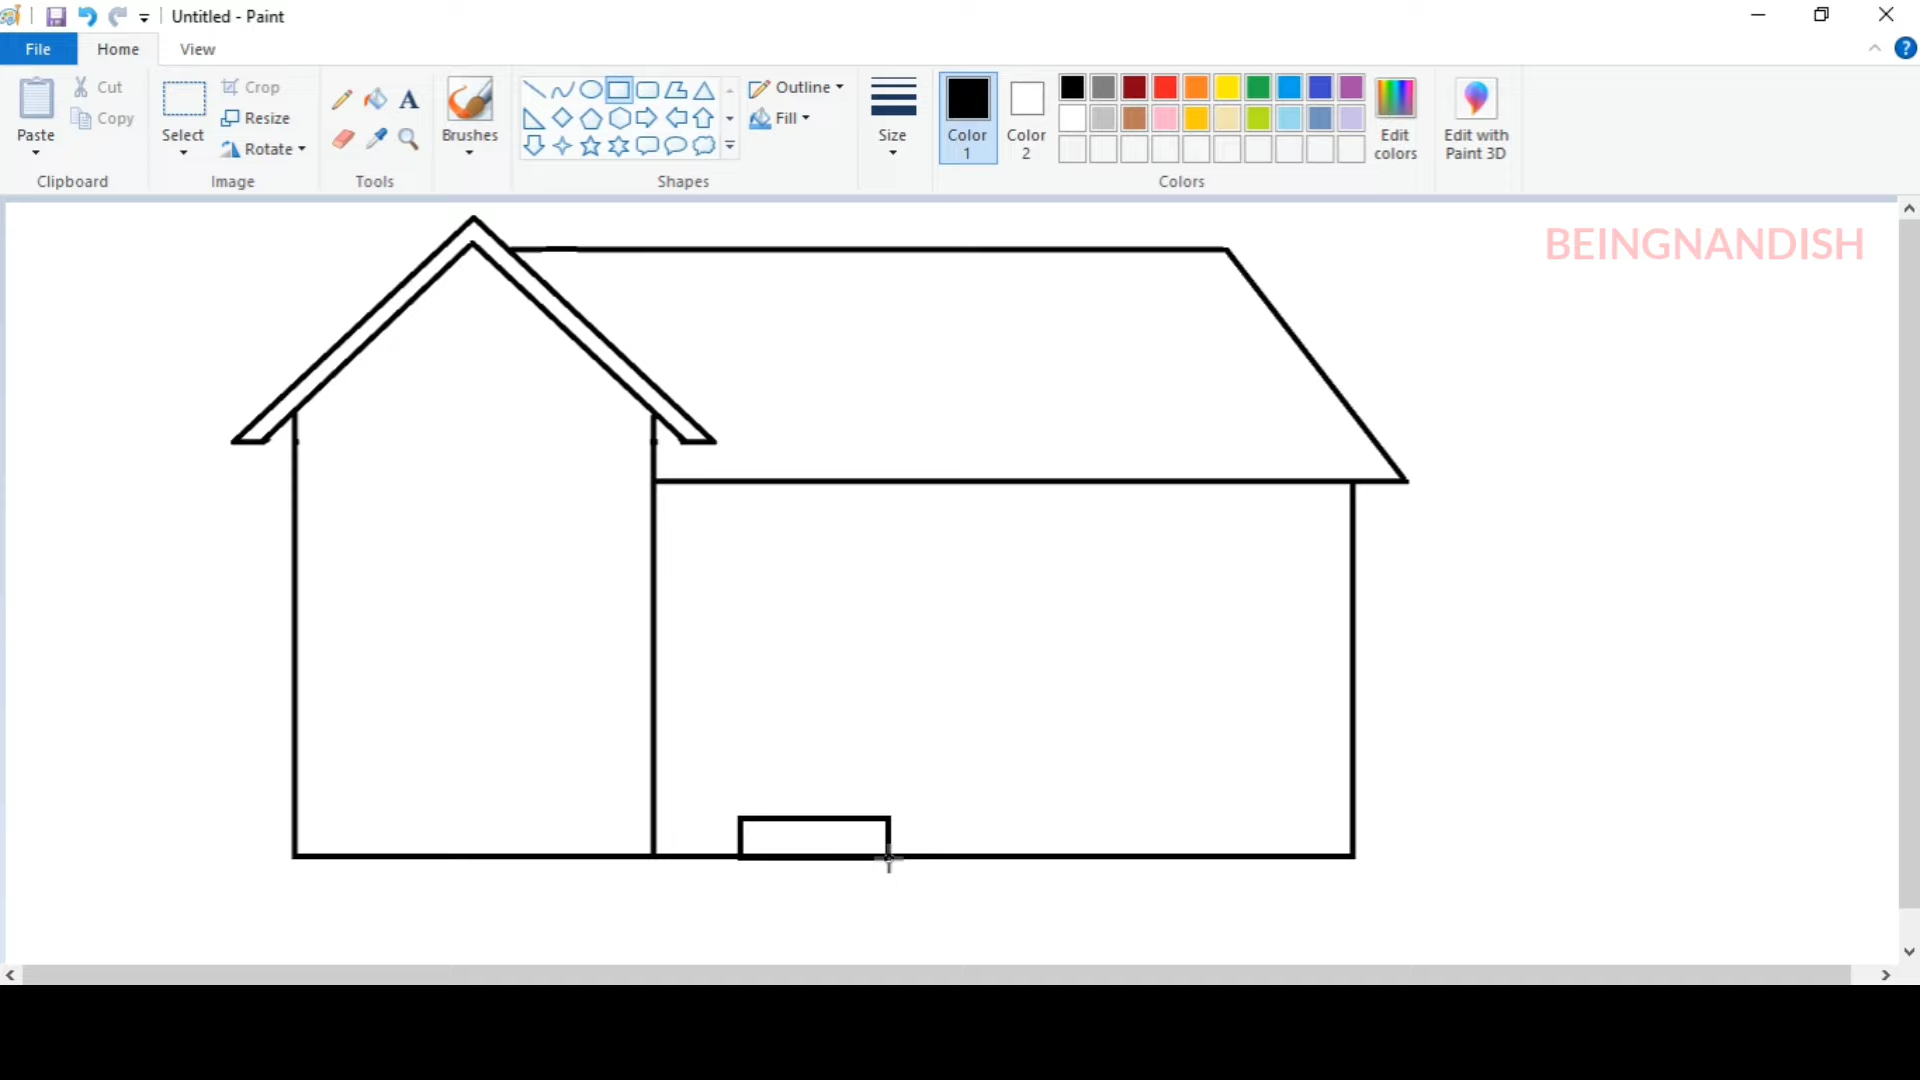 Untitled - Paint
File Home View
Paste
Cut
Copy
Clipboard
Select
Crop
Resize
Rotate
Image
A
Tools
Brushes
Outline
Fill
Shapes
Size
Color 1
Color 2
Edit colors
Colors
Edit with Paint 3D
?
BEINGNANDISH